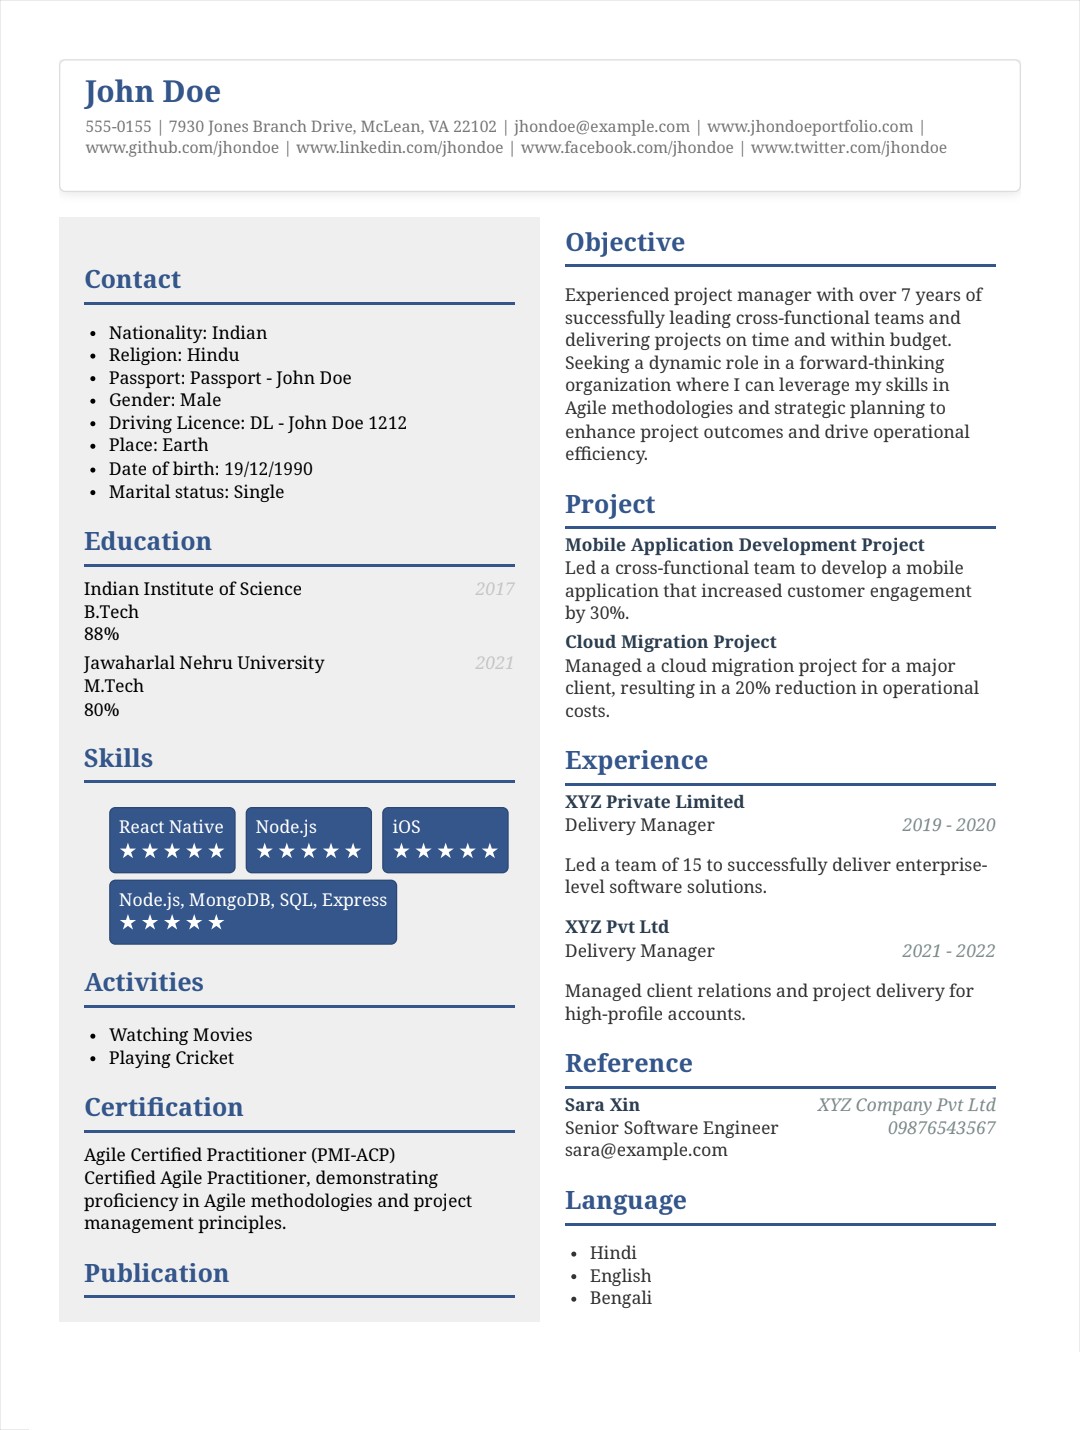 John Doe
555-0155 | 7930 Jones Branch Drive, McLean, VA 22102 | jhondoe@example.com | www.jhondoeportfolio.com |
www.github.com/jhondoe | www.linkedin.com/jhondoe | www.facebook.com/jhondoe | www.twitter.com/jhondoe
Contact
• Nationality: Indian
• Religion: Hindu
• Passport: Passport - John Doe
• Gender: Male
• Driving Licence: DL - John Doe 1212
• Place: Earth
• Date of birth: 19/12/1990
• Marital status: Single
Education
Indian Institute of Science 2017
B.Tech
88%
Jawaharlal Nehru University 2021
M.Tech
80%
Skills
React Native Node.js iOS
★★★★★ ★★★★★ ★★★★★
Node.js, MongoDB, SQL, Express
★★★★★
Activities
• Watching Movies
• Playing Cricket
Certification
Agile Certified Practitioner (PMI-ACP)
Certified Agile Practitioner, demonstrating
proficiency in Agile methodologies and project
management principles.
Publication
Objective
Experienced project manager with over 7 years of
successfully leading cross-functional teams and
delivering projects on time and within budget.
Seeking a dynamic role in a forward-thinking
organization where I can leverage my skills in
Agile methodologies and strategic planning to
enhance project outcomes and drive operational
efficiency.
Project
Mobile Application Development Project
Led a cross-functional team to develop a mobile
application that increased customer engagement
by 30%.
Cloud Migration Project
Managed a cloud migration project for a major
client, resulting in a 20% reduction in operational
costs.
Experience
XYZ Private Limited
Delivery Manager 2019 - 2020
Led a team of 15 to successfully deliver enterprise-
level software solutions.
XYZ Pvt Ltd
Delivery Manager 2021 - 2022
Managed client relations and project delivery for
high-profile accounts.
Reference
Sara Xin XYZ Company Pvt Ltd
Senior Software Engineer 09876543567
sara@example.com
Language
• Hindi
• English
• Bengali